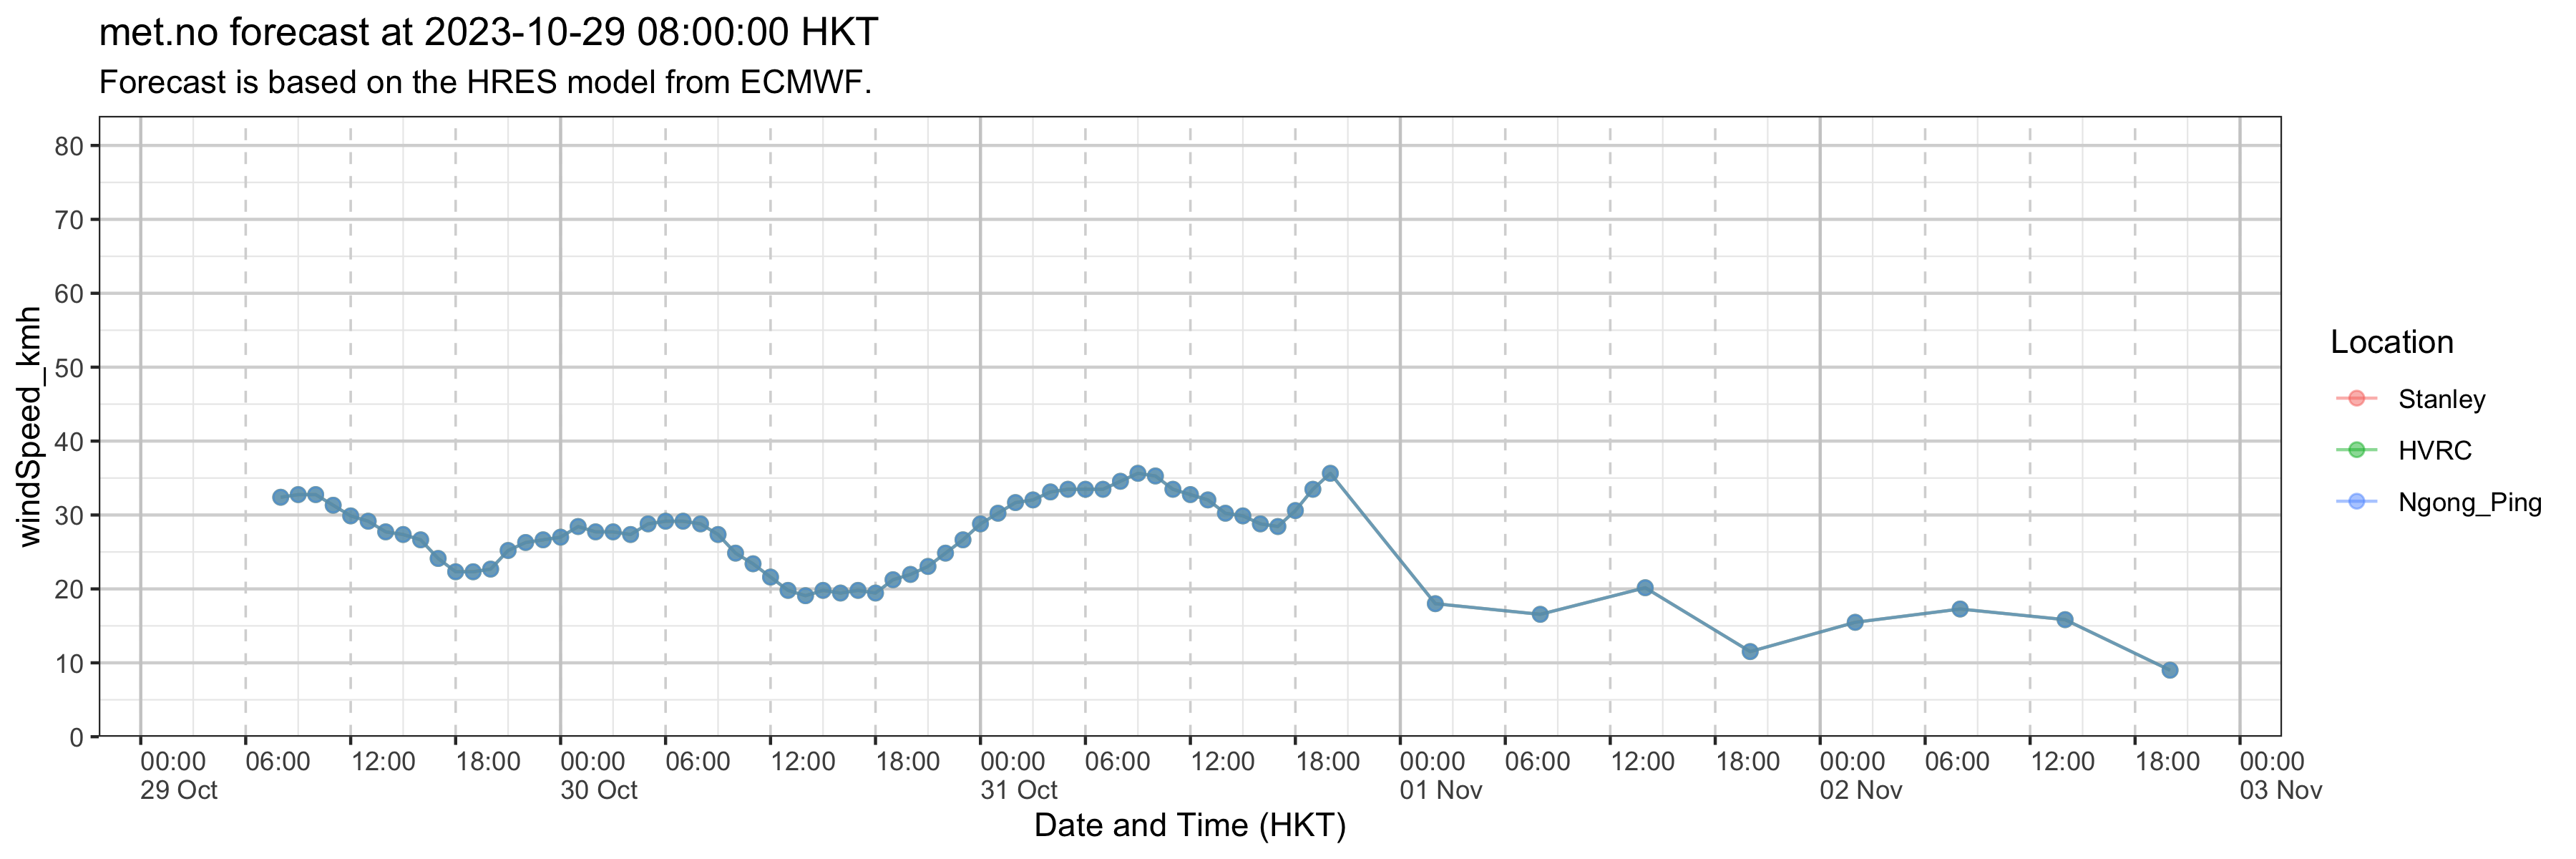 met.no forecast at 2023-10-29 08:00:00 HKT
Forecast is based on the HRES model from ECMWF.
windSpeed_kmh
80
70
60
50
40
30
20
10
0
00:00 06:00 12:00 18:00 00:00 06:00 12:00 18:00 00:00 06:00 12:00 18:00 00:00 06:00 12:00 18:00 00:00 06:00 12:00 18:00 00:00
29 Oct 30 Oct 31 Oct 01 Nov 02 Nov 03 Nov
Date and Time (HKT)
Location
Stanley
HVRC
Ngong_Ping